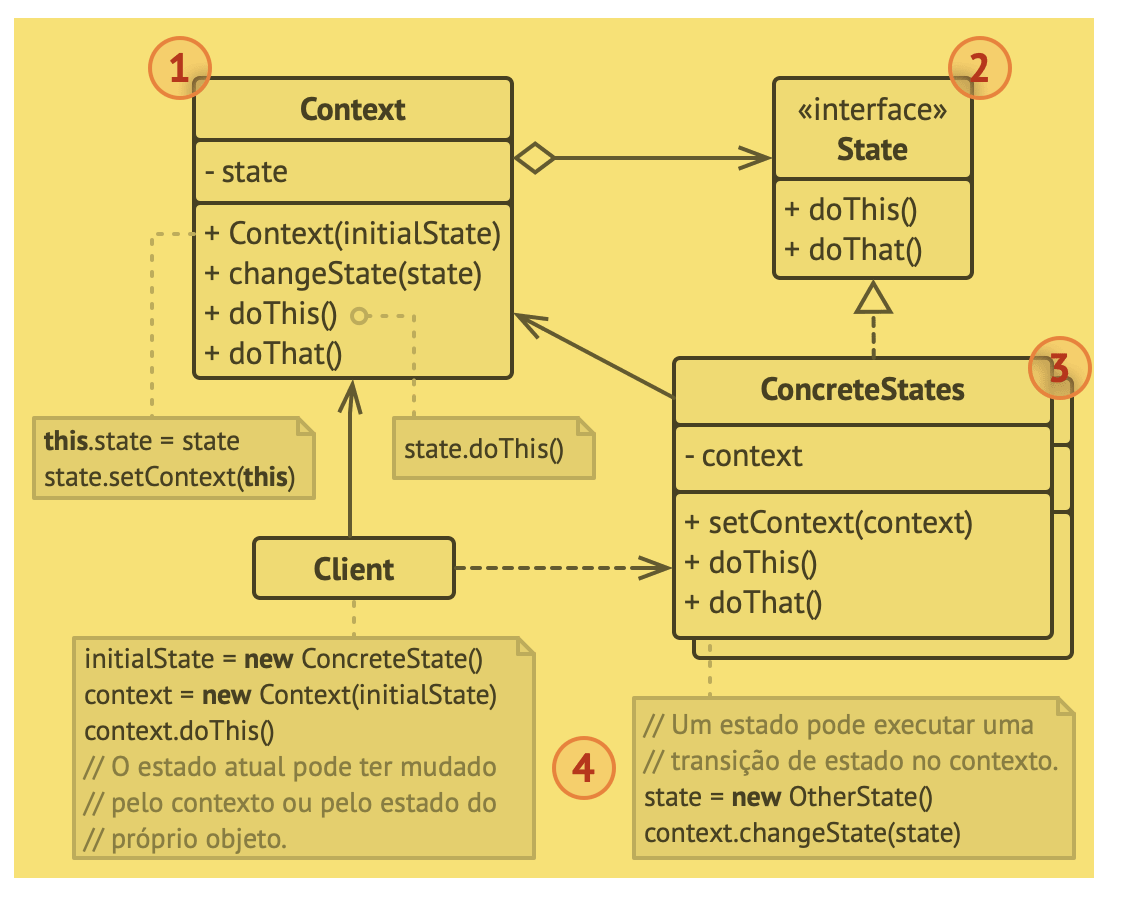 1
Context
- state
+ Context(initialState)
+ changeState(state)
+ doThis()
+ doThat()
2
«interface»
State
+ doThis()
+ doThat()
3
ConcreteStates
- context
+ setContext(context)
+ doThis()
+ doThat()
this.state = state
state.setContext(this)
state.doThis()
Client
initialState = new ConcreteState()
context = new Context(initialState)
context.doThis()
// O estado atual pode ter mudado
// pelo contexto ou pelo estado do
// próprio objeto.
4
// Um estado pode executar uma
// transição de estado no contexto.
state = new OtherState()
context.changeState(state)